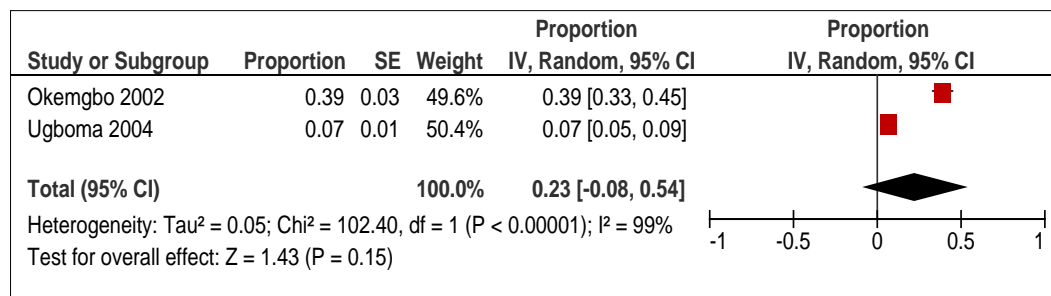 Proportion Proportion
Study or Subgroup Proportion SE Weight IV, Random, 95% CI IV, Random, 95% CI
Okemgbo 2002 0.39 0.03 49.6% 0.39 [0.33, 0.45]
Ugboma 2004 0.07 0.01 50.4% 0.07 [0.05, 0.09]
Total (95% CI) 100.0% 0.23 [-0.08, 0.54]
Heterogeneity: Tau² = 0.05; Chi² = 102.40, df = 1 (P < 0.00001); I² = 99%
Test for overall effect: Z = 1.43 (P = 0.15)
-1 -0.5 0 0.5 1